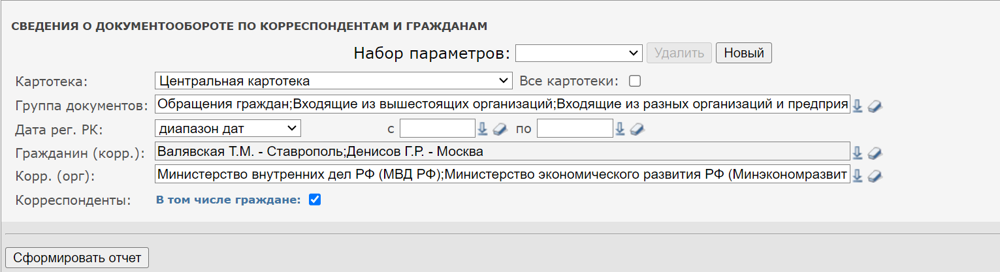 СВЕДЕНИЯ О ДОКУМЕНТООБОРОТЕ ПО КОРРЕСПОНДЕНТАМ И ГРАЖДАНАМ
Набор параметров: Удалить Новый
Картотека: Центральная картотека Все картотеки:
Группа документов: Обращения граждан;Входящие из вышестоящих организаций;Входящие из разных организаций и предприя
Дата рег. РК: диапазон дат с по
Гражданин (корр.): Валявская Т.М. - Ставрополь;Денисов Г.Р. - Москва
Корр. (орг): Министерство внутренних дел РФ (МВД РФ);Министерство экономического развития РФ (Минэкономразвит
Корреспонденты: В том числе граждане:
Сформировать отчет